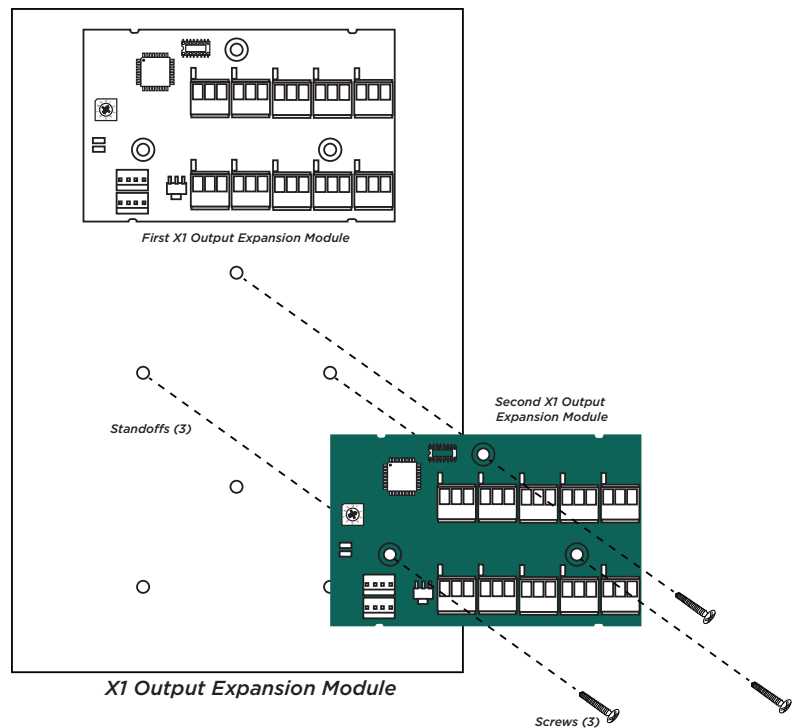 First X1 Output Expansion Module
Second X1 Output
Expansion Module
Standoffs (3)
X1 Output Expansion Module
Screws (3)